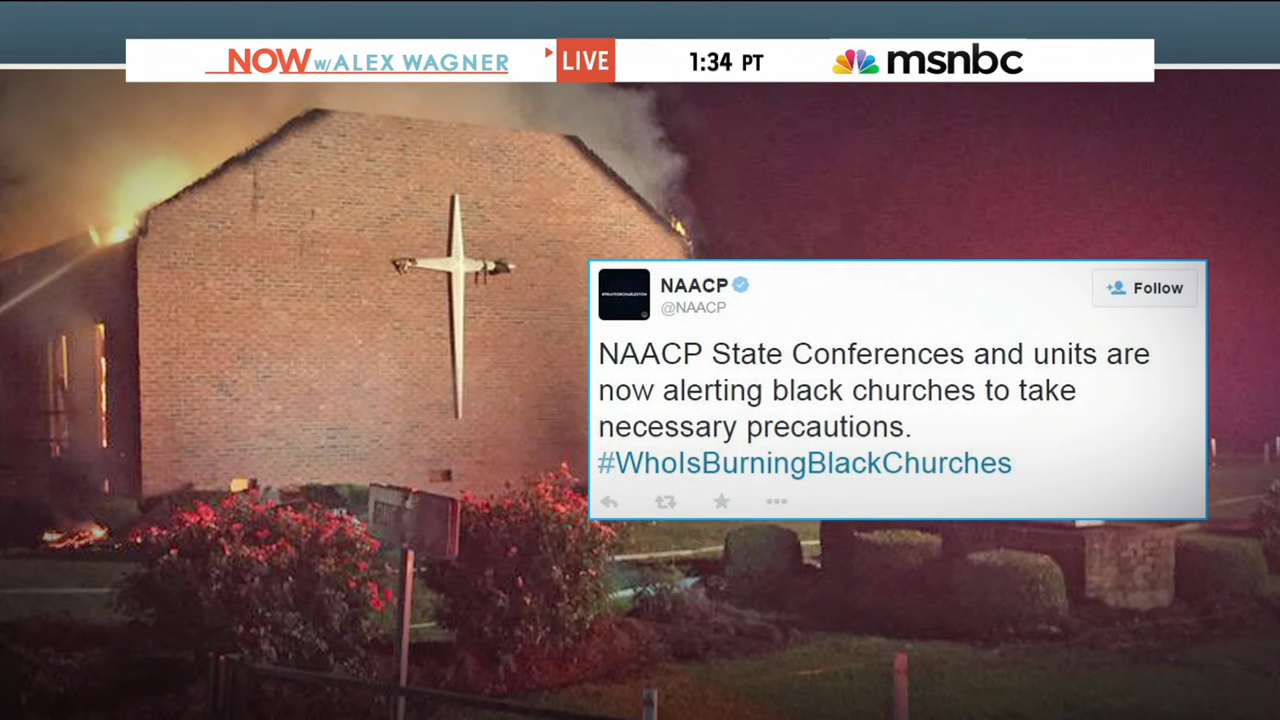 NOW W/ALEX WAGNER LIVE 1:34 PT msnbc
NAACP
@NAACP
Follow
NAACP State Conferences and units are
now alerting black churches to take
necessary precautions.
#WhoIsBurningBlackChurches
#PRAYFORCHARLESTON